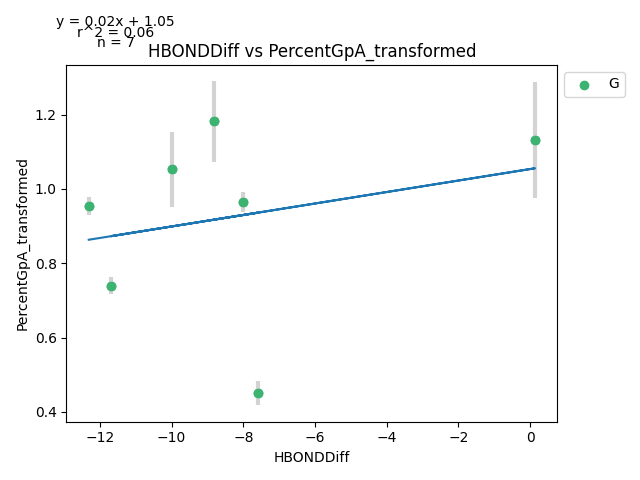 y = 0.02x + 1.05
r^2 = 0.06
n = 7
HBONDDiff vs PercentGpA_transformed
G
PercentGpA_transformed
1.2
1.0
0.8
0.6
0.4
−12
−10
−8
−6
−4
−2
0
HBONDDiff